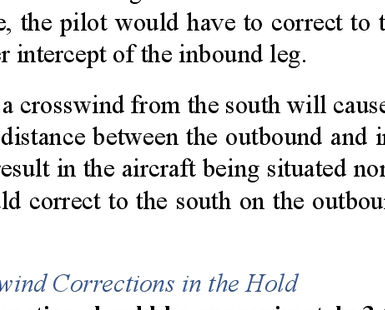 , the pilot would have to correct to t
r intercept of the inbound leg.
a crosswind from the south will cause
distance between the outbound and i
result in the aircraft being situated nor
ld correct to the south on the outbou
wind Corrections in the Hold